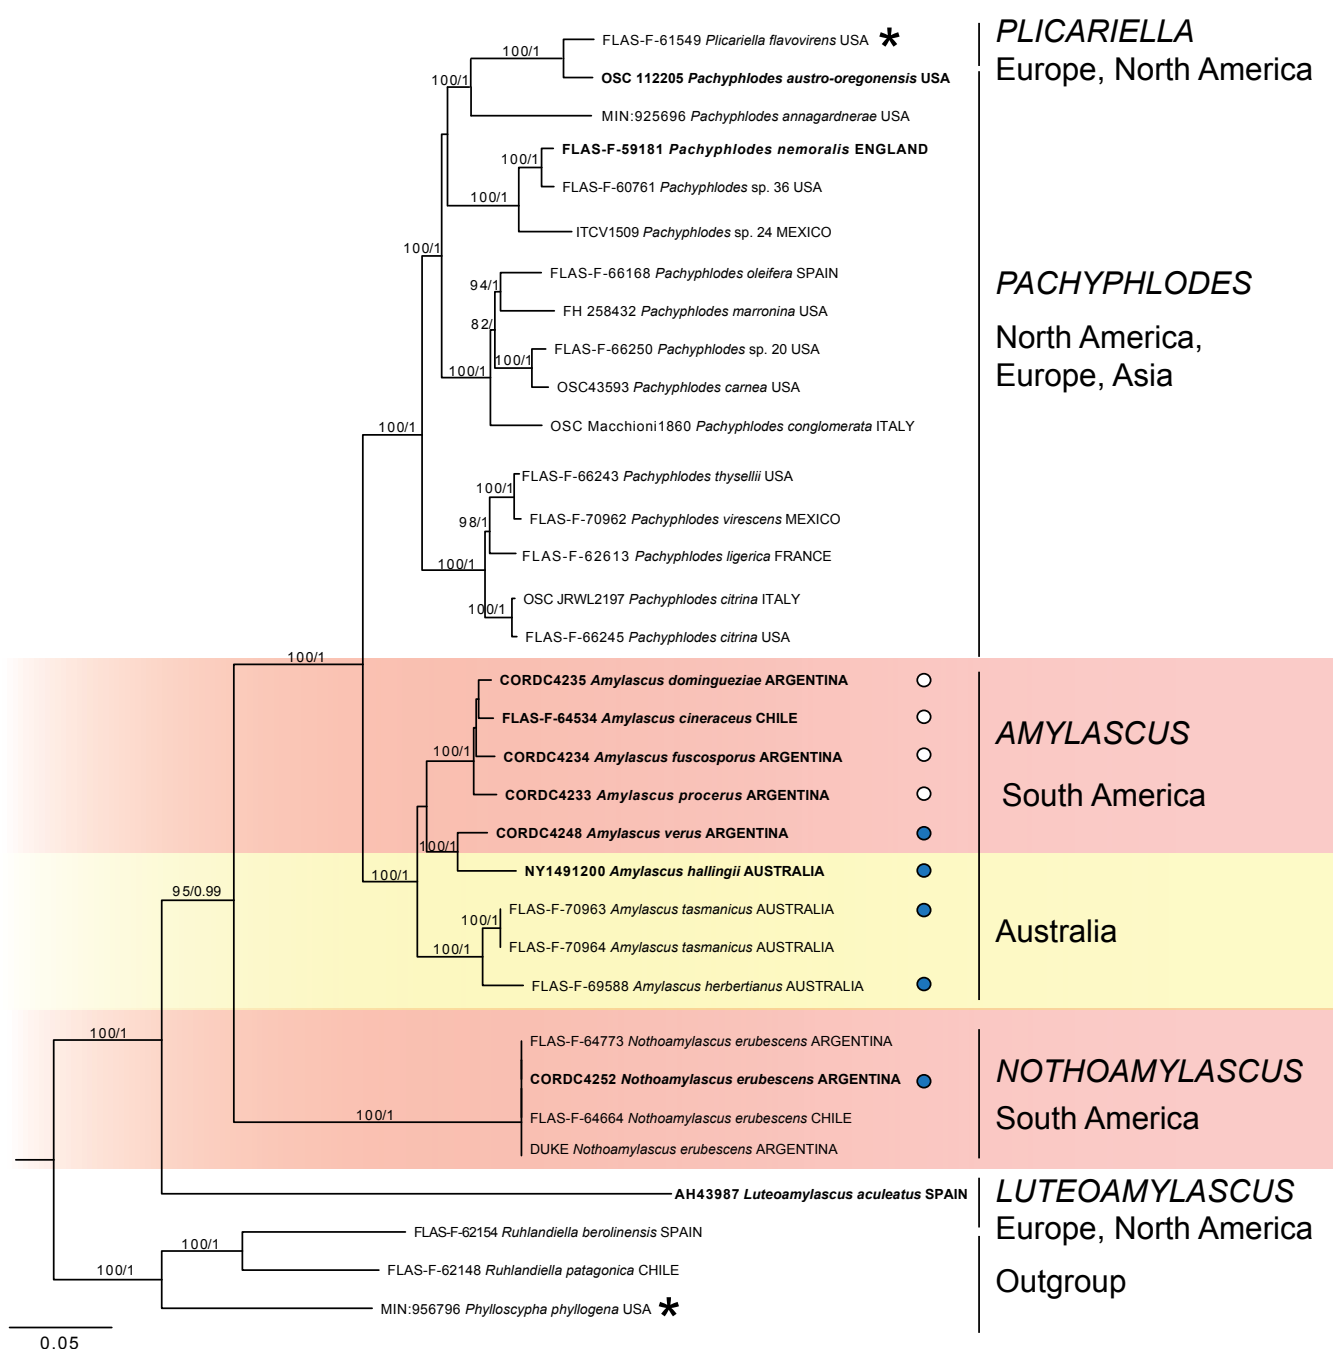 FLAS-F-61549 Plicariella flavovirens USA *
PLICARIELLA
Europe, North America
100/1
OSC 112205 Pachyphlodes austro-oregonensis USA
100/1
MIN:925696 Pachyphlodes annagardnerae USA
FLAS-F-59181 Pachyphlodes nemoralis ENGLAND
100/1
FLAS-F-60761 Pachyphlodes sp. 36 USA
100/1
ITCV1509 Pachyphlodes sp. 24 MEXICO
100/1
FLAS-F-66168 Pachyphlodes oleifera SPAIN
PACHYPHLODES
North America,
Europe, Asia
94/1
FH 258432 Pachyphlodes marronina USA
82/
FLAS-F-66250 Pachyphlodes sp. 20 USA
100/1
100/1
OSC43593 Pachyphlodes carnea USA
OSC Macchioni1860 Pachyphlodes conglomerata ITALY
100/1
FLAS-F-66243 Pachyphlodes thysellii USA
100/1
FLAS-F-70962 Pachyphlodes virescens MEXICO
98/1
FLAS-F-62613 Pachyphlodes ligerica FRANCE
100/1
OSC JRWL2197 Pachyphlodes citrina ITALY
100/1
FLAS-F-66245 Pachyphlodes citrina USA
100/1
CORDC4235 Amylascus domingueziae ARGENTINA
FLAS-F-64534 Amylascus cineraceus CHILE
AMYLASCUS
South America
100/1
CORDC4234 Amylascus fuscosporus ARGENTINA
CORDC4233 Amylascus procerus ARGENTINA
CORDC4248 Amylascus verus ARGENTINA
100/1
NY1491200 Amylascus hallingii AUSTRALIA
100/1
95/0.99
FLAS-F-70963 Amylascus tasmanicus AUSTRALIA
100/1
Australia
FLAS-F-70964 Amylascus tasmanicus AUSTRALIA
100/1
FLAS-F-69588 Amylascus herbertianus AUSTRALIA
100/1
FLAS-F-64773 Nothoamylascus erubescens ARGENTINA
CORDC4252 Nothoamylascus erubescens ARGENTINA
NOTHOAMYLASCUS
South America
100/1
FLAS-F-64664 Nothoamylascus erubescens CHILE
DUKE Nothoamylascus erubescens ARGENTINA
AH43987 Luteoamylascus aculeatus SPAIN
LUTEOAMYLASCUS
Europe, North America
FLAS-F-62154 Ruhlandiella berolinensis SPAIN
100/1
100/1
FLAS-F-62148 Ruhlandiella patagonica CHILE
Outgroup
MIN:956796 Phylloscypha phyllogena USA *
0.05